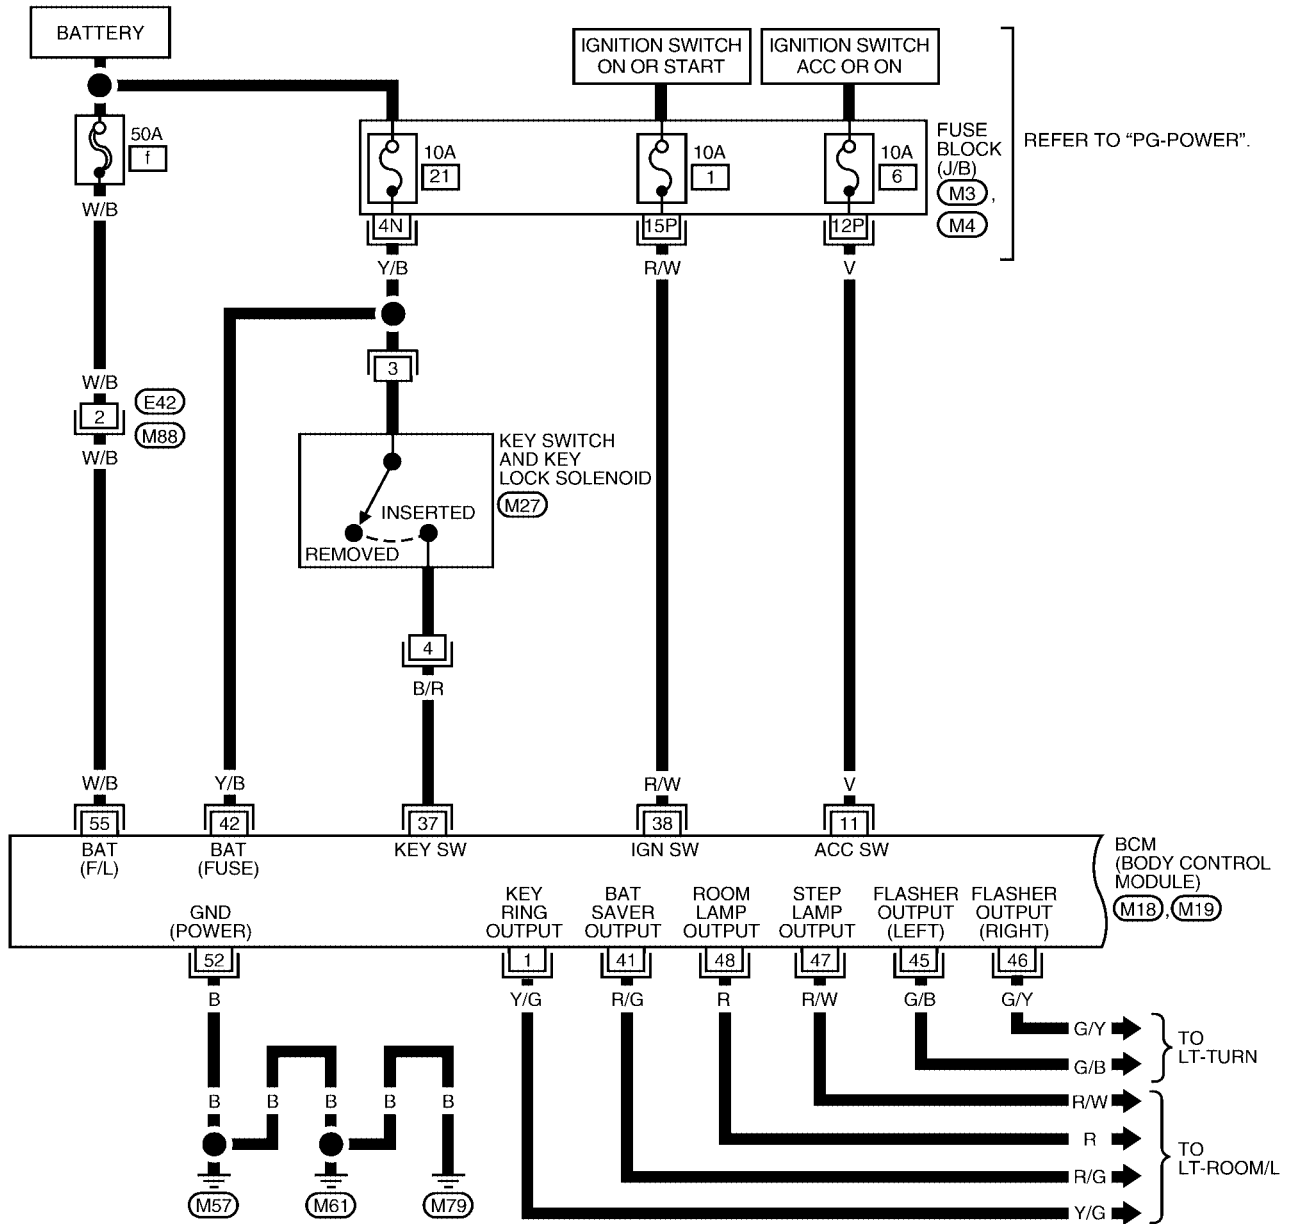 BATTERY
IGNITION SWITCH
ON OR START
IGNITION SWITCH
ACC OR ON
50A
f
10A
21
10A
1
10A
6
FUSE
BLOCK
(J/B)
M3 ,
M4
REFER TO “PG-POWER”.
W/B
4N
15P
12P
Y/B
R/W
V
3
W/B
2
E42
M88
W/B
KEY SWITCH
AND KEY
LOCK SOLENOID
M27
INSERTED
REMOVED
4
B/R
W/B
Y/B
R/W
V
55
42
37
38
11
BAT
(F/L)
BAT
(FUSE)
KEY SW
IGN SW
ACC SW
BCM
(BODY CONTROL
MODULE)
M18 , M19
GND
(POWER)
KEY
RING
OUTPUT
BAT
SAVER
OUTPUT
ROOM
LAMP
OUTPUT
STEP
LAMP
OUTPUT
FLASHER
OUTPUT
(LEFT)
FLASHER
OUTPUT
(RIGHT)
52
1
41
48
47
45
46
B
Y/G
R/G
R
R/W
G/B
G/Y
G/Y
G/B
TO
LT-TURN
B
B
B
B
B
R/W
R
R/G
Y/G
TO
LT-ROOM/L
M57
M61
M79